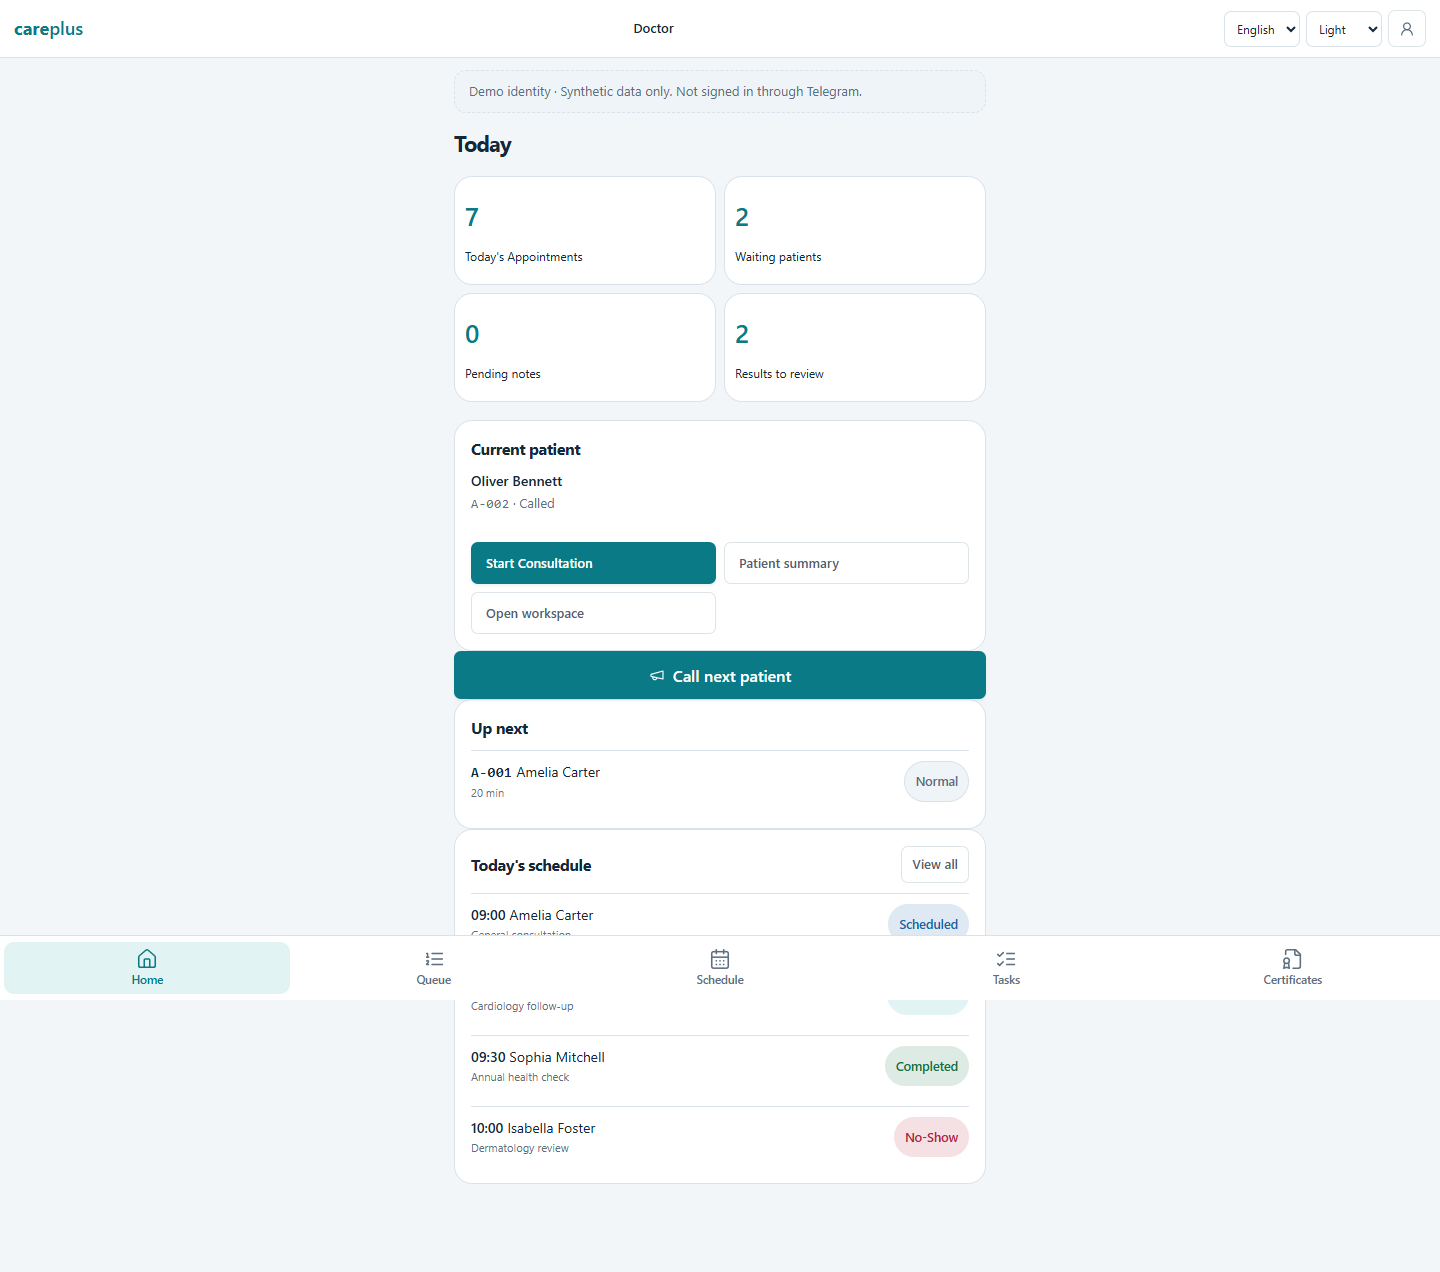 careplus
Doctor
English
Light
Demo identity · Synthetic data only. Not signed in through Telegram.
Today
7
Today's Appointments
2
Waiting patients
0
Pending notes
2
Results to review
Current patient
Oliver Bennett
A-002 · Called
Start Consultation
Patient summary
Open workspace
Call next patient
Up next
A-001 Amelia Carter
20 min
Normal
Today's schedule
View all
09:00 Amelia Carter
General consultation
Scheduled
Home
Queue
Schedule
Tasks
Certificates
Cardiology follow-up
09:30 Sophia Mitchell
Annual health check
Completed
10:00 Isabella Foster
Dermatology review
No-Show